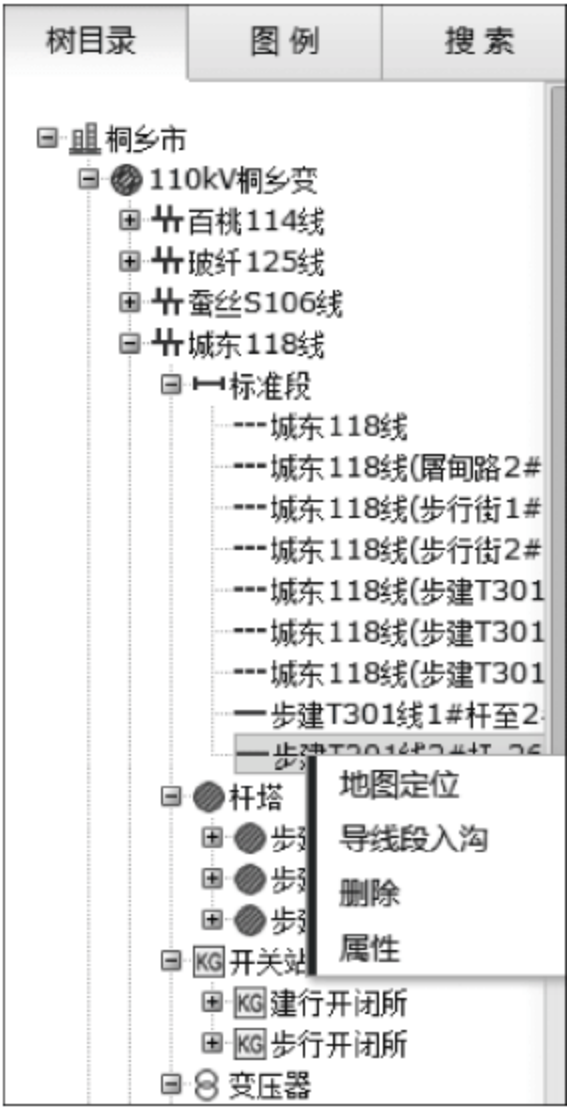 树目录 图例 搜索
桐乡市
110kV桐乡变
百桃114线
玻纤125线
蚕丝S106线
城东118线
标准段
城东118线
城东118线(屠甸路2#
城东118线(步行街1#
城东118线(步行街2#
城东118线(步建T301
城东118线(步建T301
城东118线(步建T301
步建T301线1#杆至2
地图定位
杆塔
导线段入沟
步
删除
步
步
属性
KG 开关站
KG 建行开闭所
KG 步行开闭所
变压器